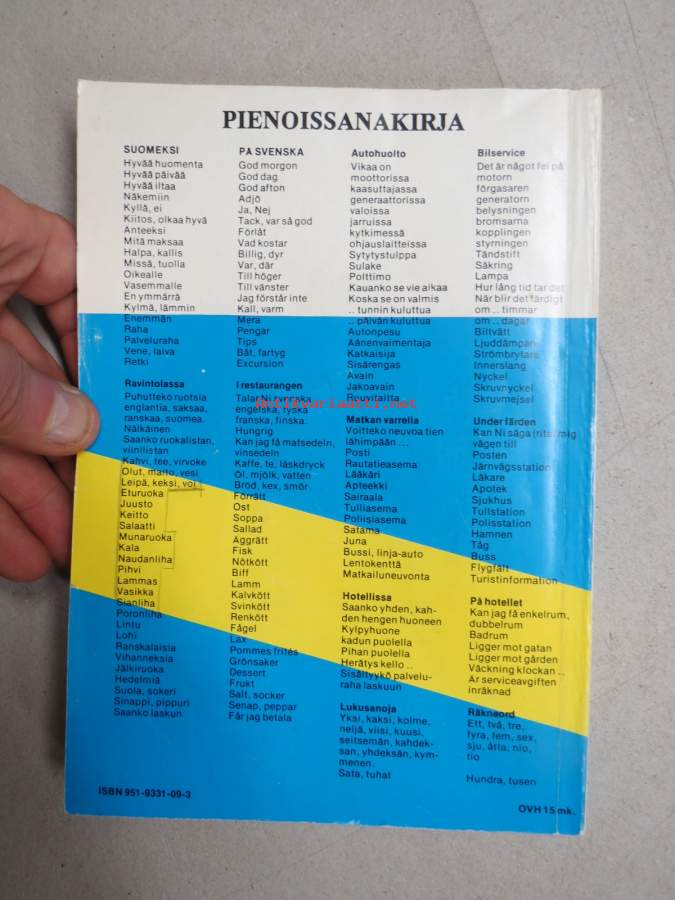 PIENOISSANAKIRJA
SUOMEKSI
Hyvää huomenta
Hyvää päivää
Hyvää iltaa
Näkemiin
Kyllä, ei
Kiitos, olkaa hyvä
Anteeksi
Mitä maksaa
Halpa, kallis
Missä, tuolla
Oikealle
Vasemmalle
En ymmärrä
Kylmä, lämmin
Enemmän
Raha
Palveluraha
Vene, laiva
Retki
Ravintolassa
Puhutteko ruotsia
englantia, saksaa,
ranskaa, suomea.
Nälkäinen
Saanko ruokalistan,
viinilistan
Kahvi, tee, virvoke
Olut, maito, vesi
Leipä, keksi, voi
Eturuoka
Juusto
Keitto
Salaatti
Munaruoka
Kala
Naudanliha
Pihvi
Lammas
Vasikka
Sianliha
Poronliha
Lintu
Lohi
Ranskalaisia
Vihanneksia
Jälkiruoka
Hedelmiä
Suola, sokeri
Sinappi, pippuri
Saanko laskun
PÅ SVENSKA
God morgon
God dag
God afton
Adjö
Ja, Nej
Tack, var så god
Förlåt
Vad kostar
Billig, dyr
Var, där
Till höger
Till vänster
Jag förstår inte
Kall, varm
Mera
Pengar
Tips
Båt, fartyg
Excursion
I restaurangen
Talar Ni svenska
engelska, tyska
franska, finska.
Hungrig
Kan jag få matsedeln,
vinsedeln
Kaffe, te, läskdryck
Öl, mjölk, vatten
Bröd, kex, smör
Förrätt
Ost
Soppa
Sallad
Äggrätt
Fisk
Nötkött
Biff
Lamm
Kalvkött
Svinkött
Renkött
Fågel
Lax
Pommes frites
Grönsaker
Dessert
Frukt
Salt, socker
Senap, peppar
Får jag betala
Autohuolto
Vikaa on
moottorissa
kaasuttajassa
generaattorissa
valoissa
jarruissa
kytkimessä
ohjauslaitteissa
Sytytystulppa
Sulake
Polttimo
Kauanko se vie aikaa
Koska se on valmis
.. tunnin kuluttua
.. päivän kuluttua
Autonpesu
Äänenvaimentaja
Katkaisija
Sisärengas
Avain
Jakoavain
Ruuvitaltta
Matkan varrella
Voitteko neuvoa tien
lähimpään ...
Posti
Rautatieasema
Lääkäri
Apteekki
Sairaala
Tulliasema
Poliisiasema
Satama
Juna
Bussi, linja-auto
Lentokenttä
Matkailuneuvonta
Hotellissa
Saanko yhden, kah-
den hengen huoneen
Kylpyhuone
kadun puolella
Pihan puolella
Herätys kello ..
Sisältyykö palvelu-
raha laskuun
Lukusanoja
Yksi, kaksi, kolme,
neljä, viisi, kuusi,
seitsemän, kahdek-
san, yhdeksän, kym-
menen.
Sata, tuhat
Bilservice
Det är något fel på
motorn
förgasaren
generatorn
belysningen
bromsarna
kopplingen
styrningen
Tändstift
Säkring
Lampa
Hur lång tid tar det
När blir det färdigt
om .. timmar
om .. dagar
Biltvätt
Ljuddämpare
Strömbrytare
Innerslang
Nyckel
Skruvnyckel
Skruvmejsel
Under färden
Kan Ni säga (rita) mig
vägen till
Posten
Järnvägsstation
Läkare
Apotek
Sjukhus
Tullstation
Polisstation
Hamnen
Tåg
Buss
Flygfält
Turistinformation
På hotellet
Kan jag få enkelrum,
dubbelrum
Badrum
Ligger mot gatan
Ligger mot gården
Väckning klockan ..
Är serviceavgiften
inräknad
Räkneord
Ett, två, tre,
fyra, fem, sex,
sju, åtta, nio,
tio
Hundra, tusen
ISBN 951-9331-09-3
OVH 15 mk.